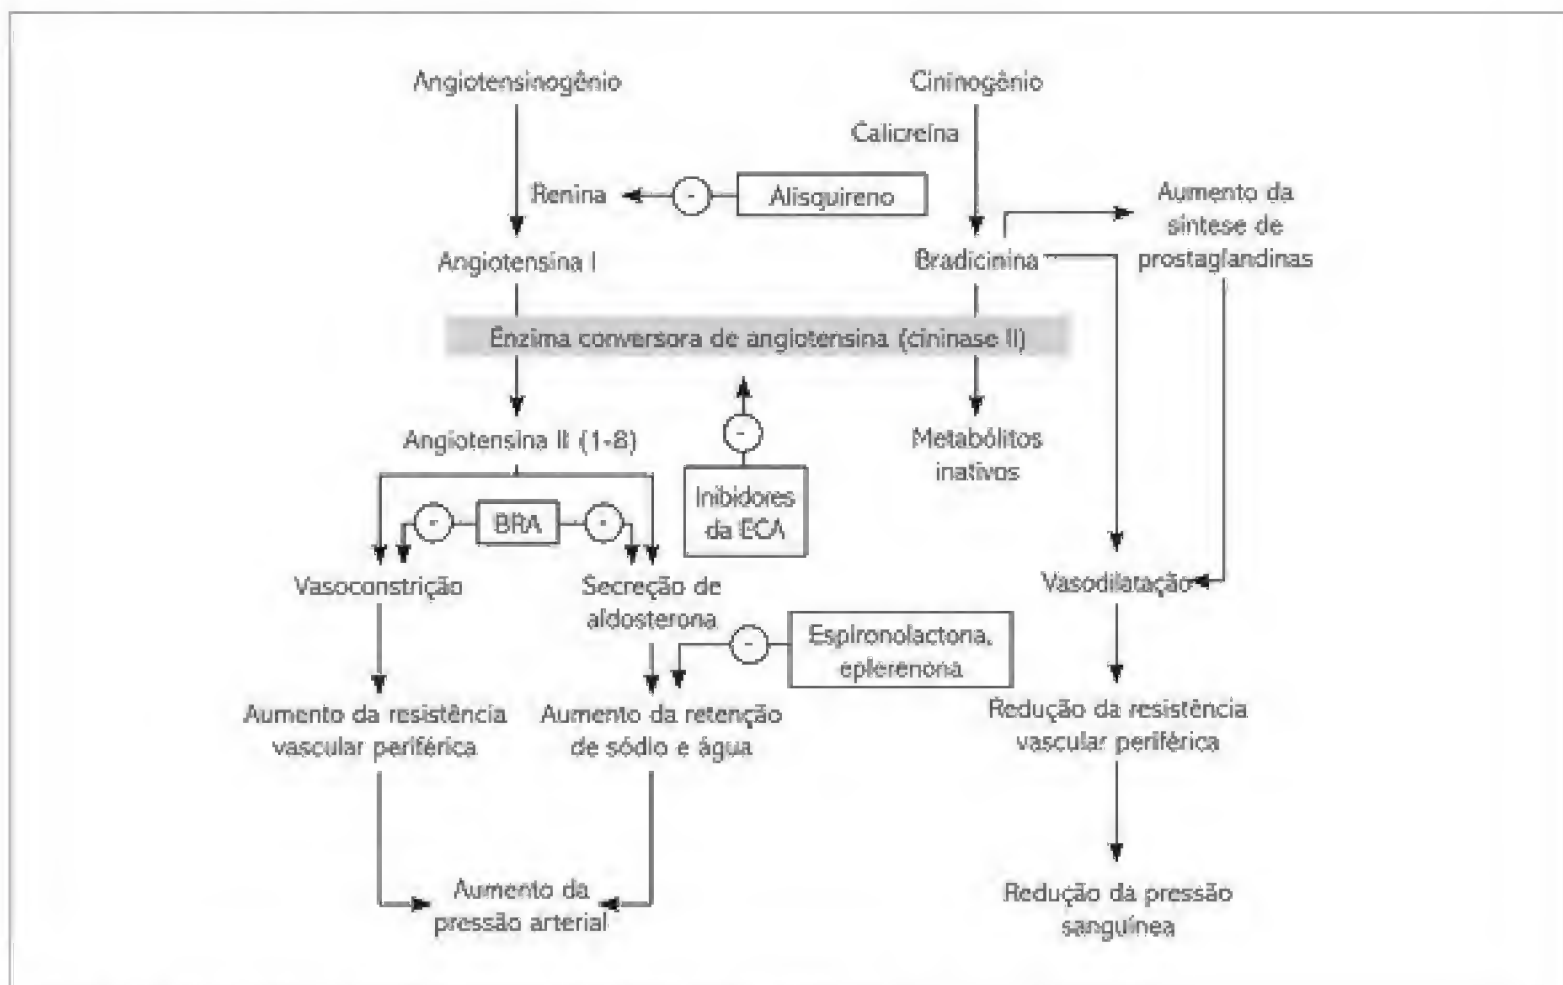 Angiotensinogênio
Cininogênio
Calicreína
Renina
-
Alisquireno
Aumento da
síntese de
prostaglandinas
Angiotensina I
Bradicinina
Enzima conversora de angiotensina (cininase II)
Angiotensina II (1-8)
-
Metabólitos
inativos
Inibidores
da ECA
-
BRA
-
Vasoconstrição
Secreção de
aldosterona
Vasodilatação
-
Espironolactona,
eplerenona
Aumento da resistência
vascular periférica
Aumento da retenção
de sódio e água
Redução da resistência
vascular periférica
Aumento da
pressão arterial
Redução da pressão
sanguínea